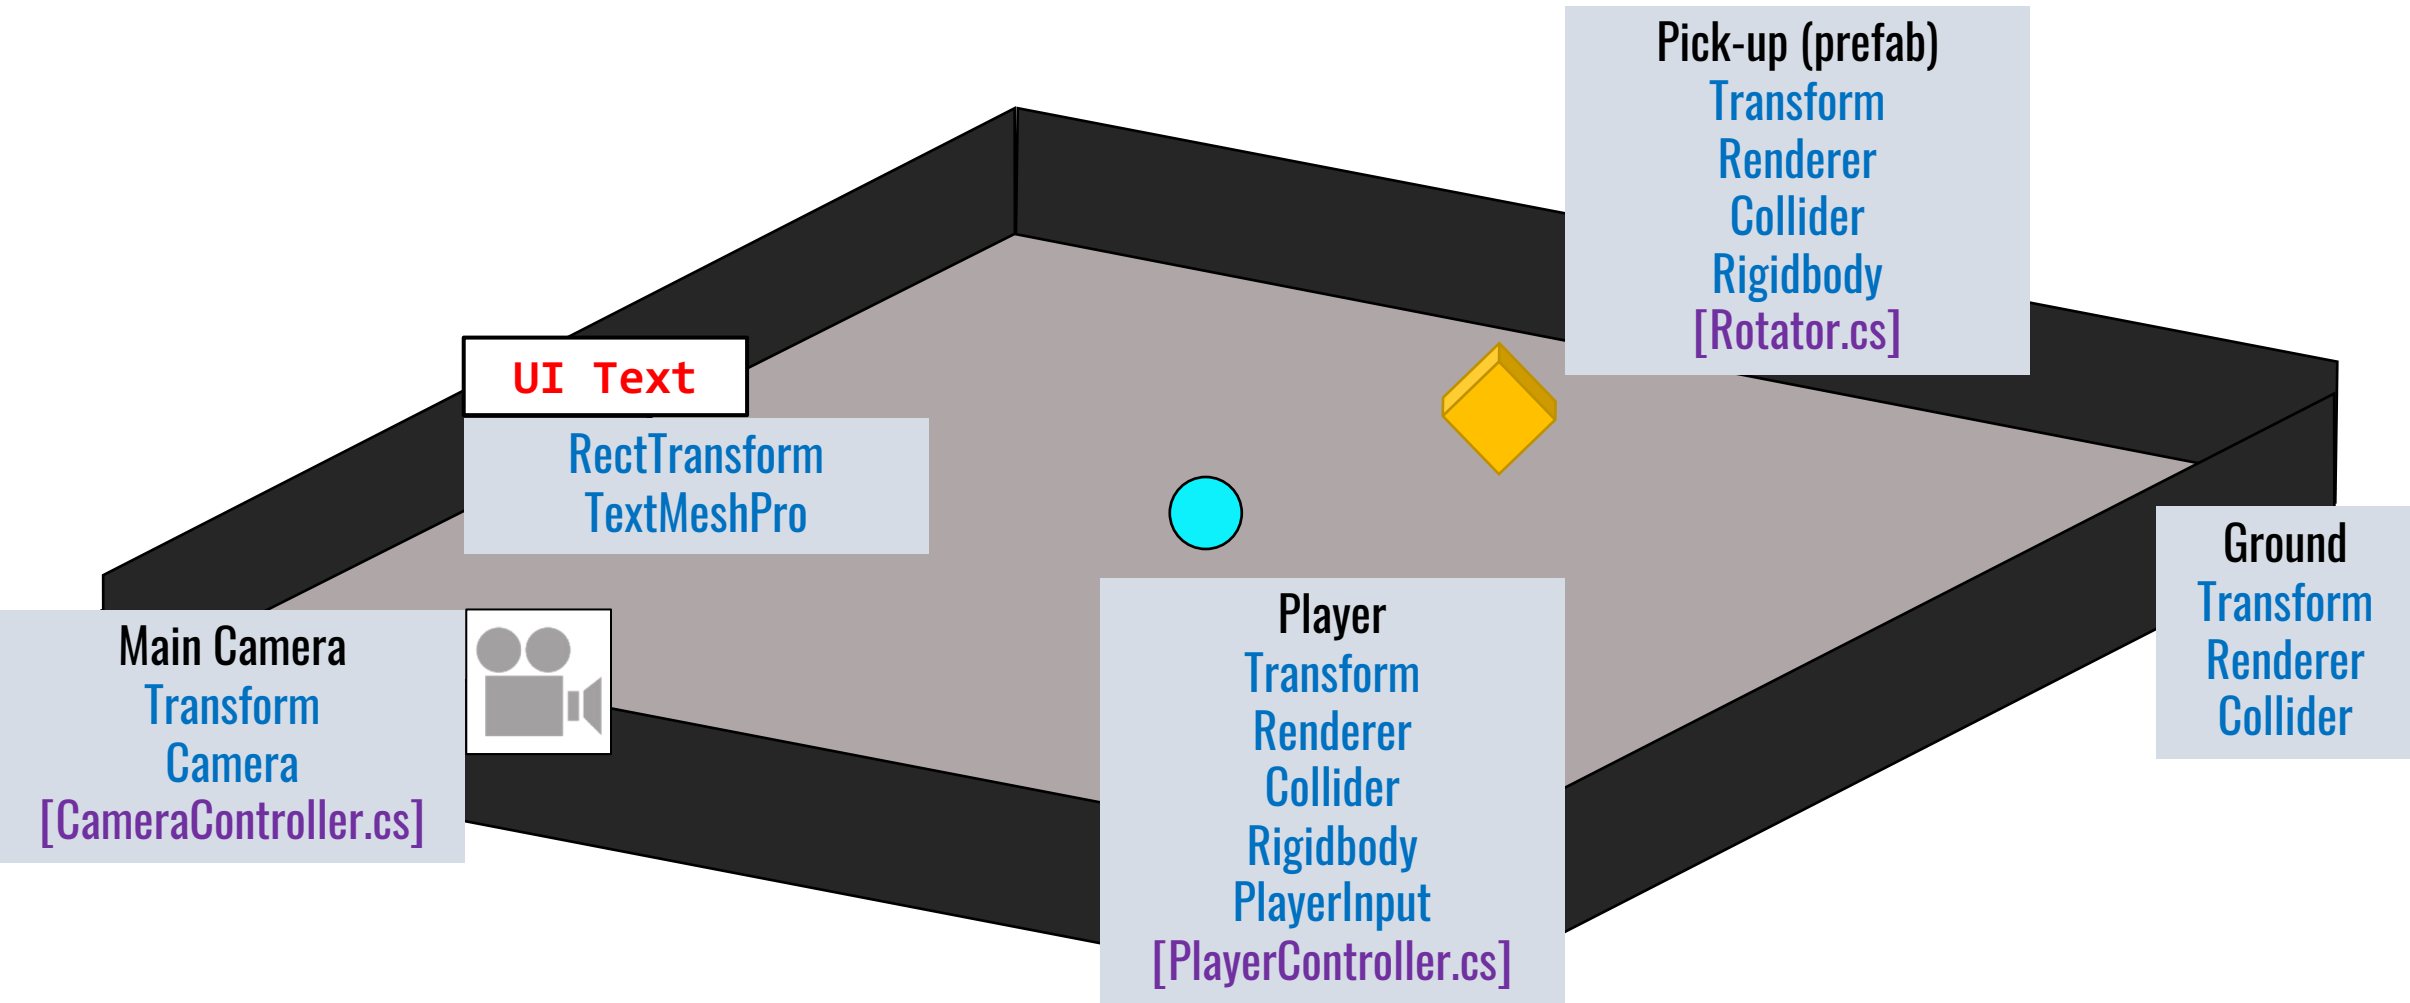 Pick-up (prefab)
Transform
Renderer
Collider
Rigidbody
[Rotator.cs]
UI Text
RectTransform
TextMeshPro
Main Camera
Transform
Camera
[CameraController.cs]
Player
Transform
Renderer
Collider
Rigidbody
PlayerInput
[PlayerController.cs]
Ground
Transform
Renderer
Collider